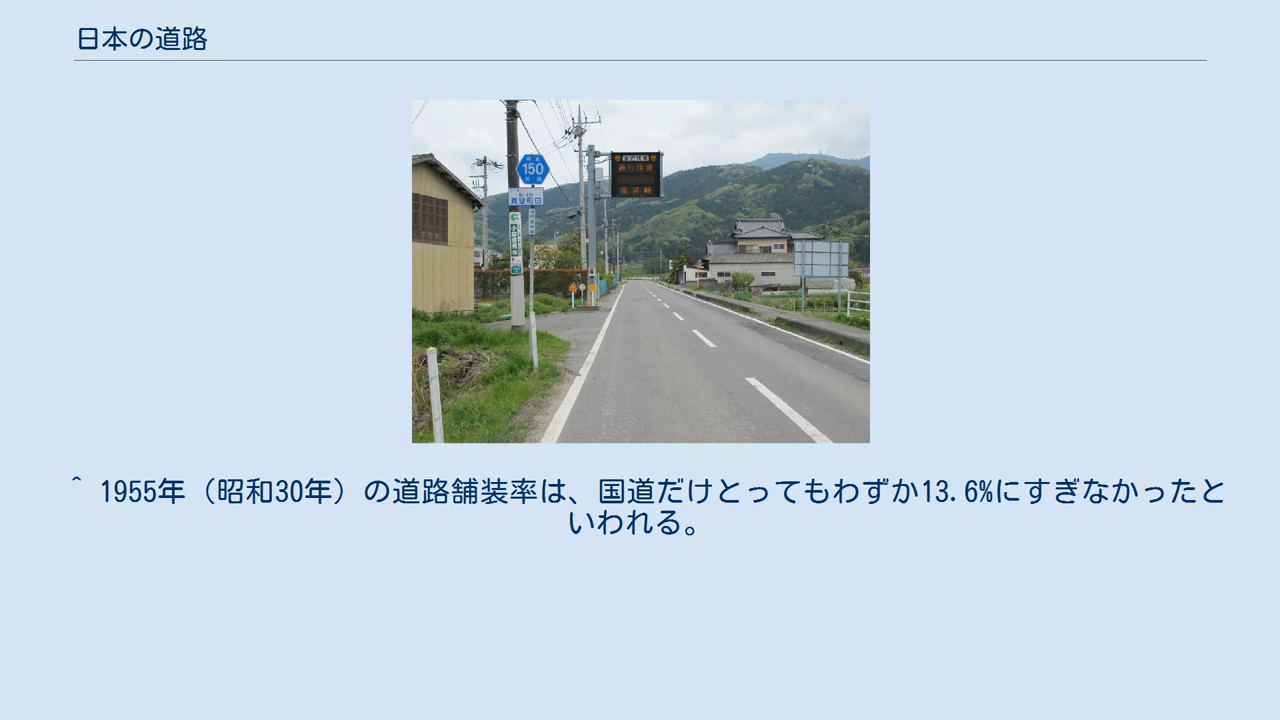 日本の道路
150
^ 1955年（昭和30年）の道路舗装率は、国道だけとってもわずか13.6%にすぎなかったと
いわれる。